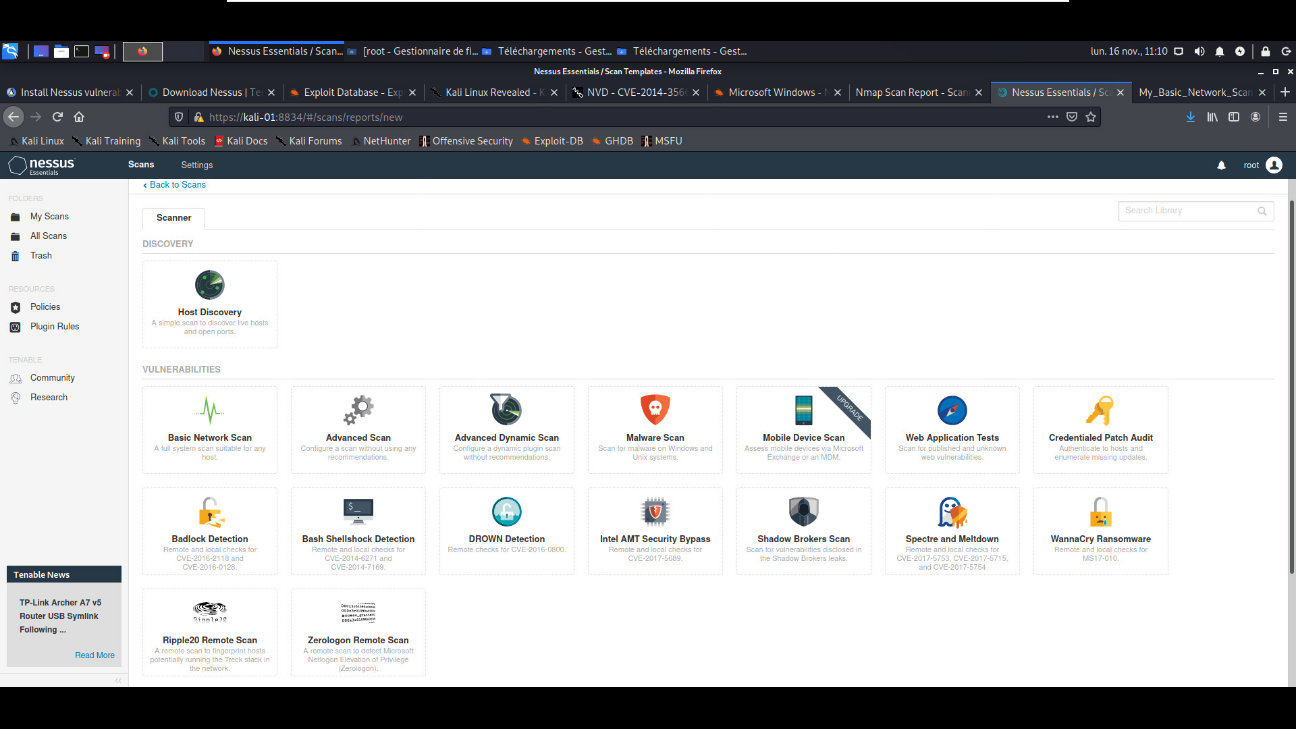 Nessus Essentials / Scan...
[root - Gestionnaire de fi...
Téléchargements - Gest...
Téléchargements - Gest...
lun. 16 nov., 11:10
Nessus Essentials / Scan Templates - Mozilla Firefox
Install Nessus vulnera
Download Nessus | Te
Exploit Database - Exp
Kali Linux Revealed - K
NVD - CVE-2014-356
Microsoft Windows -
Nmap Scan Report - Scan
Nessus Essentials / Sc
My_Basic_Network_Scan
https://kali-01:8834/#/scans/reports/new
Kali Linux
Kali Training
Kali Tools
Kali Docs
Kali Forums
NetHunter
Offensive Security
Exploit-DB
GHDB
MSFU
nessus
Essentials
Scans
Settings
root
FOLDERS
My Scans
All Scans
Trash
RESOURCES
Policies
Plugin Rules
TENABLE
Community
Research
Tenable News
TP-Link Archer A7 v5
Router USB Symlink
Following ...
Read More
‹ Back to Scans
Scanner
Search Library
DISCOVERY
Host Discovery
A simple scan to discover live hosts
and open ports.
VULNERABILITIES
Basic Network Scan
A full system scan suitable for any
host.
Advanced Scan
Configure a scan without using any
recommendations.
Advanced Dynamic Scan
Configure a dynamic plugin scan
without recommendations.
Malware Scan
Scan for malware on Windows and
Unix systems.
UPGRADE
Mobile Device Scan
Assess mobile devices via Microsoft
Exchange or an MDM.
Web Application Tests
Scan for published and unknown
web vulnerabilities.
Credentialed Patch Audit
Authenticate to hosts and
enumerate missing updates.
Badlock Detection
Remote and local checks for
CVE-2016-2118 and
CVE-2016-0128.
Bash Shellshock Detection
Remote and local checks for
CVE-2014-6271 and
CVE-2014-7169.
DROWN Detection
Remote checks for CVE-2016-0800.
Intel AMT Security Bypass
Remote and local checks for
CVE-2017-5689.
Shadow Brokers Scan
Scan for vulnerabilities disclosed in
the Shadow Brokers leaks.
Spectre and Meltdown
Remote and local checks for
CVE-2017-5753, CVE-2017-5715,
and CVE-2017-5754
WannaCry Ransomware
Remote and local checks for
MS17-010.
Ripple20
Ripple20 Remote Scan
A remote scan to fingerprint hosts
potentially running the Treck stack in
the network.
Zerologon Remote Scan
A remote scan to detect Microsoft
Netlogon Elevation of Privilege
(Zerologon).